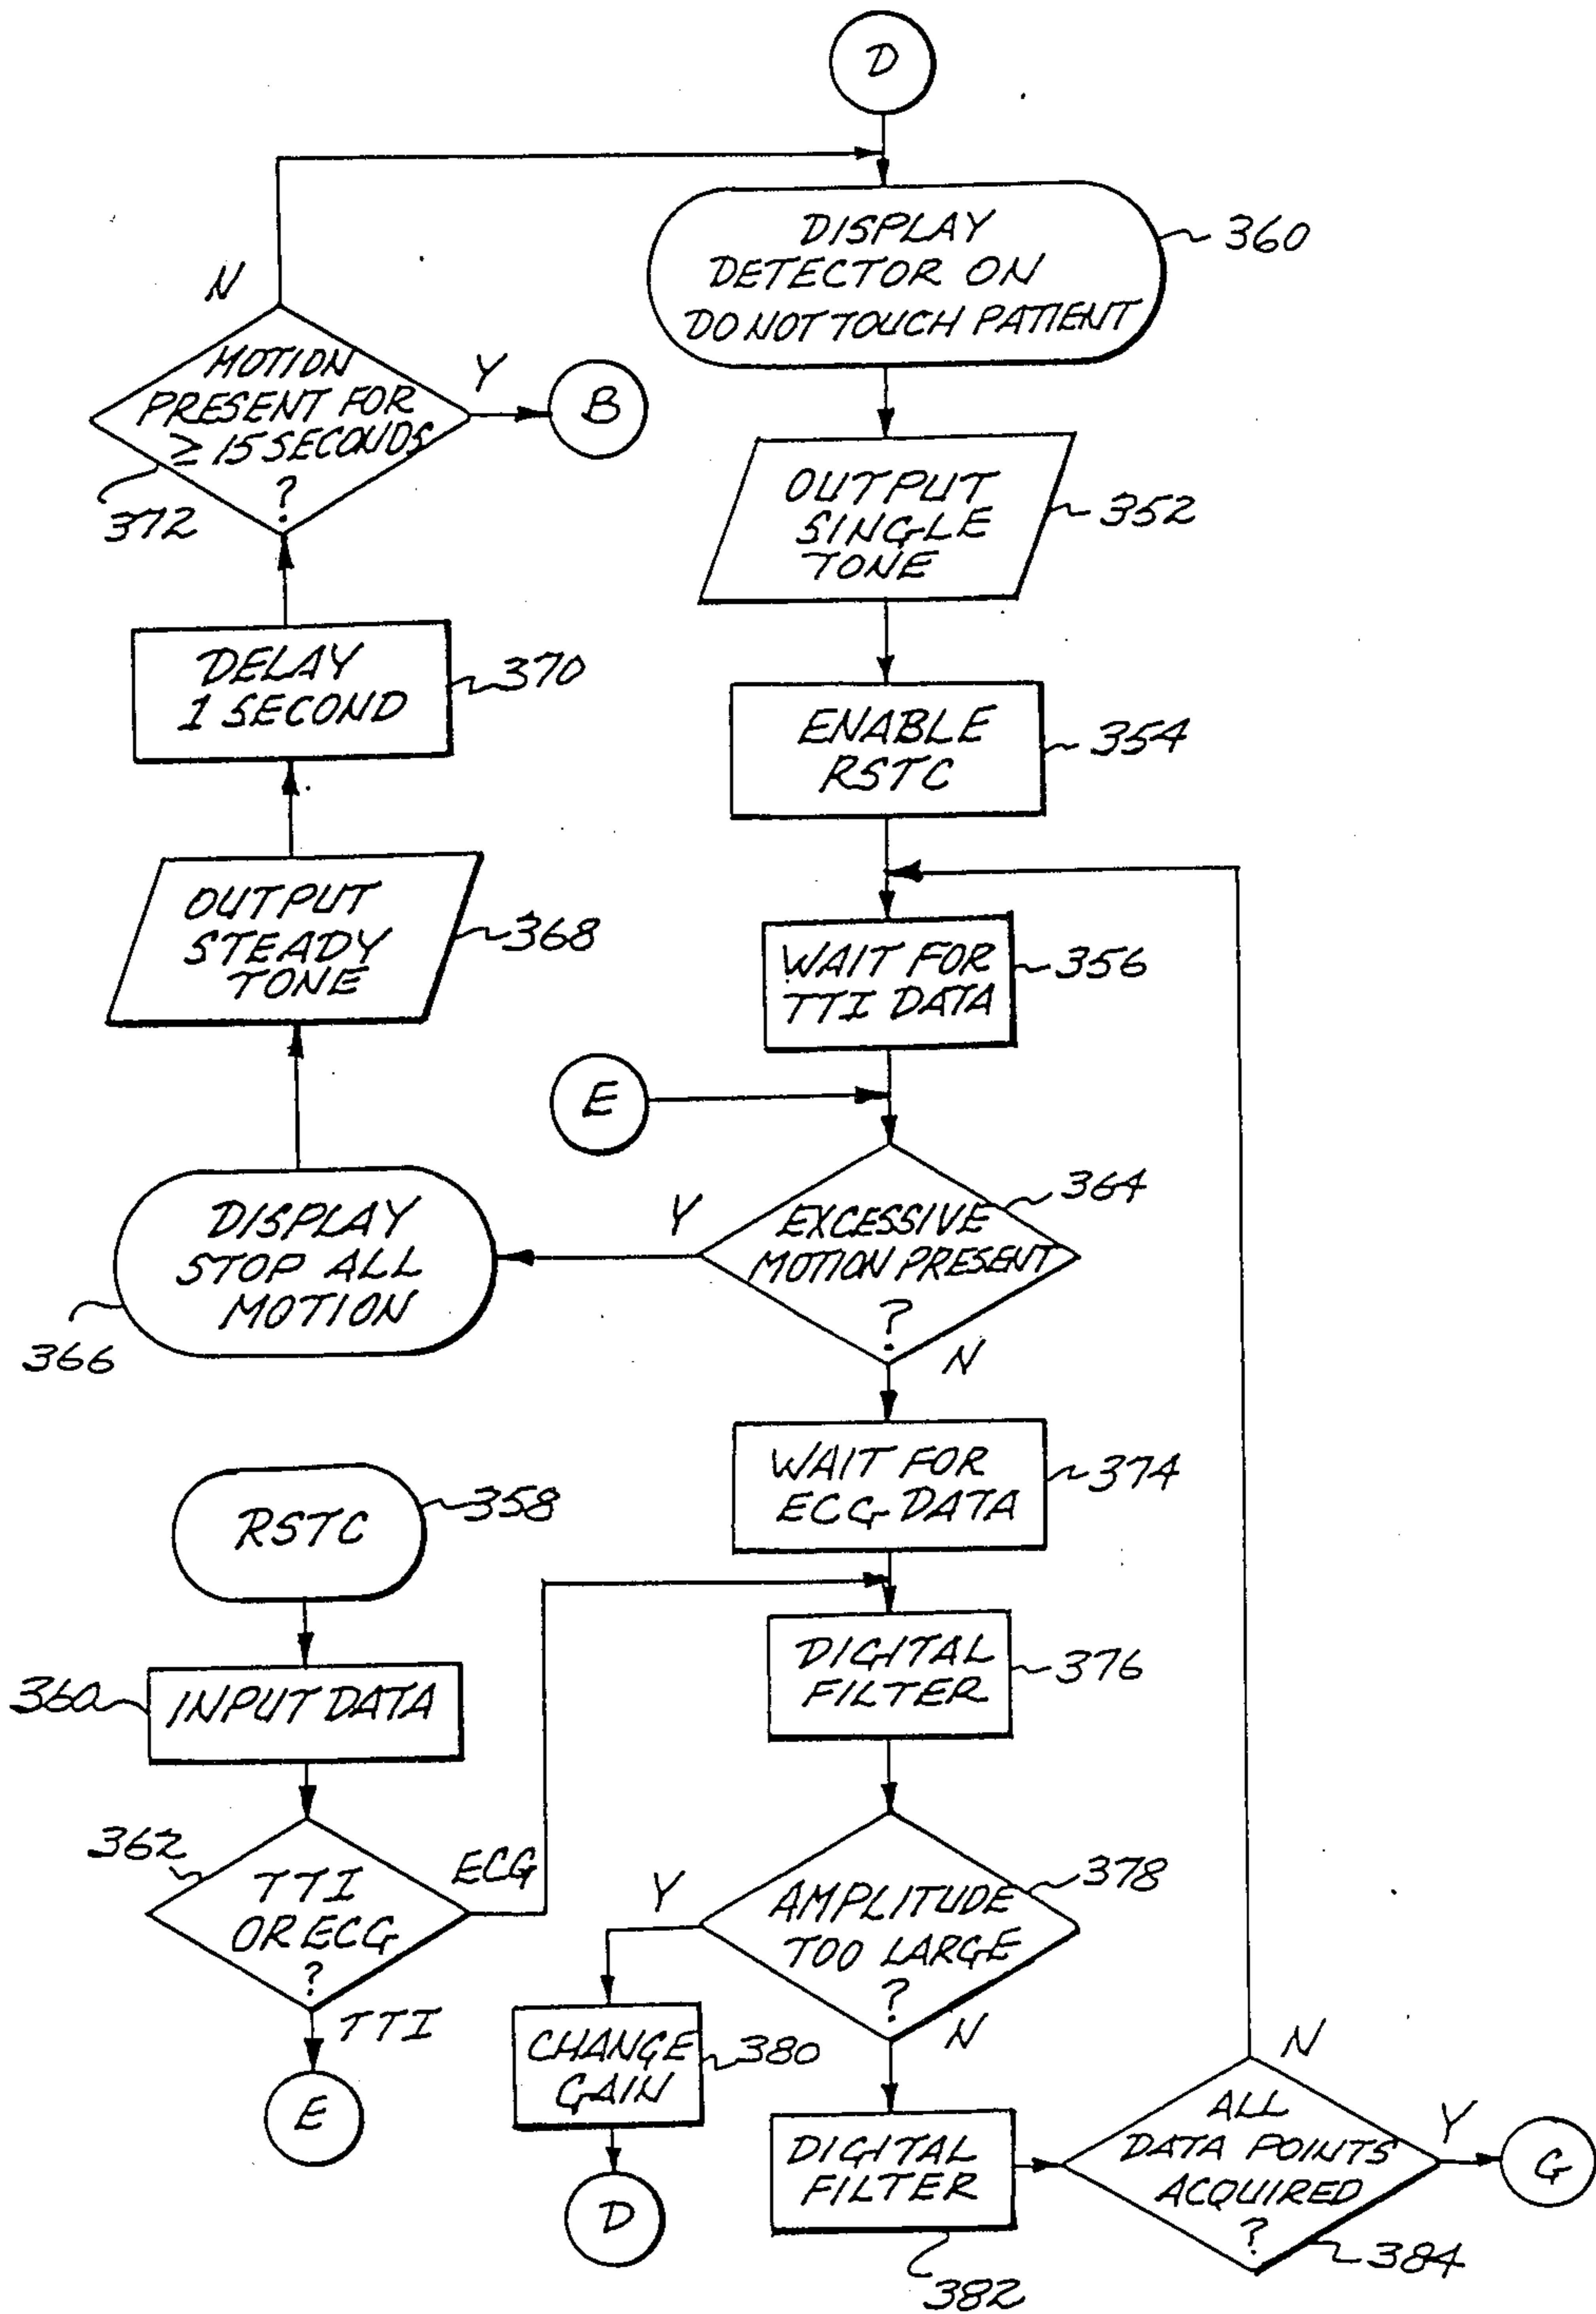 D
DISPLAY
DETECTOR ON
DO NOT TOUCH PATIENT
360
N
MOTION
PRESENT FOR
≥ 15 SECONDS
?
372
Y
B
OUTPUT
SINGLE
TONE
352
DELAY
1 SECOND
370
ENABLE
RSTC
354
OUTPUT
STEADY
TONE
368
WAIT FOR
TTI DATA
356
E
DISPLAY
STOP ALL
MOTION
366
Y
EXCESSIVE
MOTION PRESENT
?
364
N
WAIT FOR
ECG DATA
374
RSTC
358
INPUT DATA
360
DIGITAL
FILTER
376
362
TTI
OR ECG
?
ECG
TTI
E
Y
AMPLITUDE
TOO LARGE
?
378
N
CHANGE
GAIN
380
D
DIGITAL
FILTER
382
N
ALL
DATA POINTS
ACQUIRED
?
384
Y
G